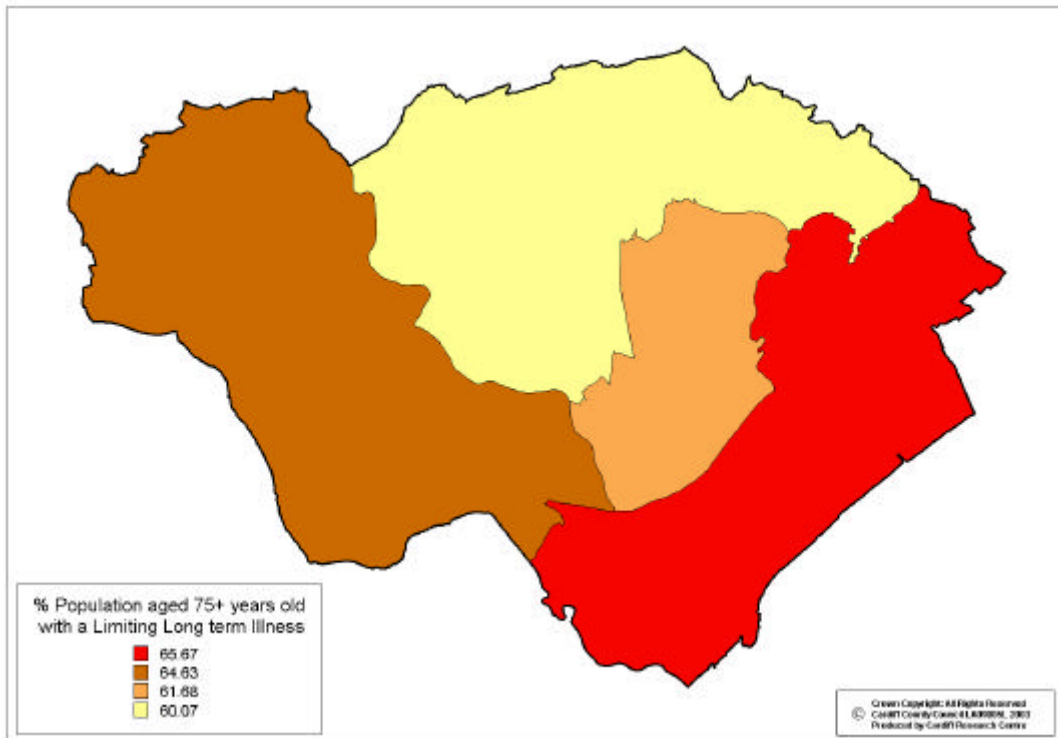 % Population aged 75+ years old
with a Limiting Long term Illness
65.67
64.63
61.68
60.07
© Crown Copyright: All Rights Reserved
Cardiff County Council 2003
Produced by Cardiff Research Centre